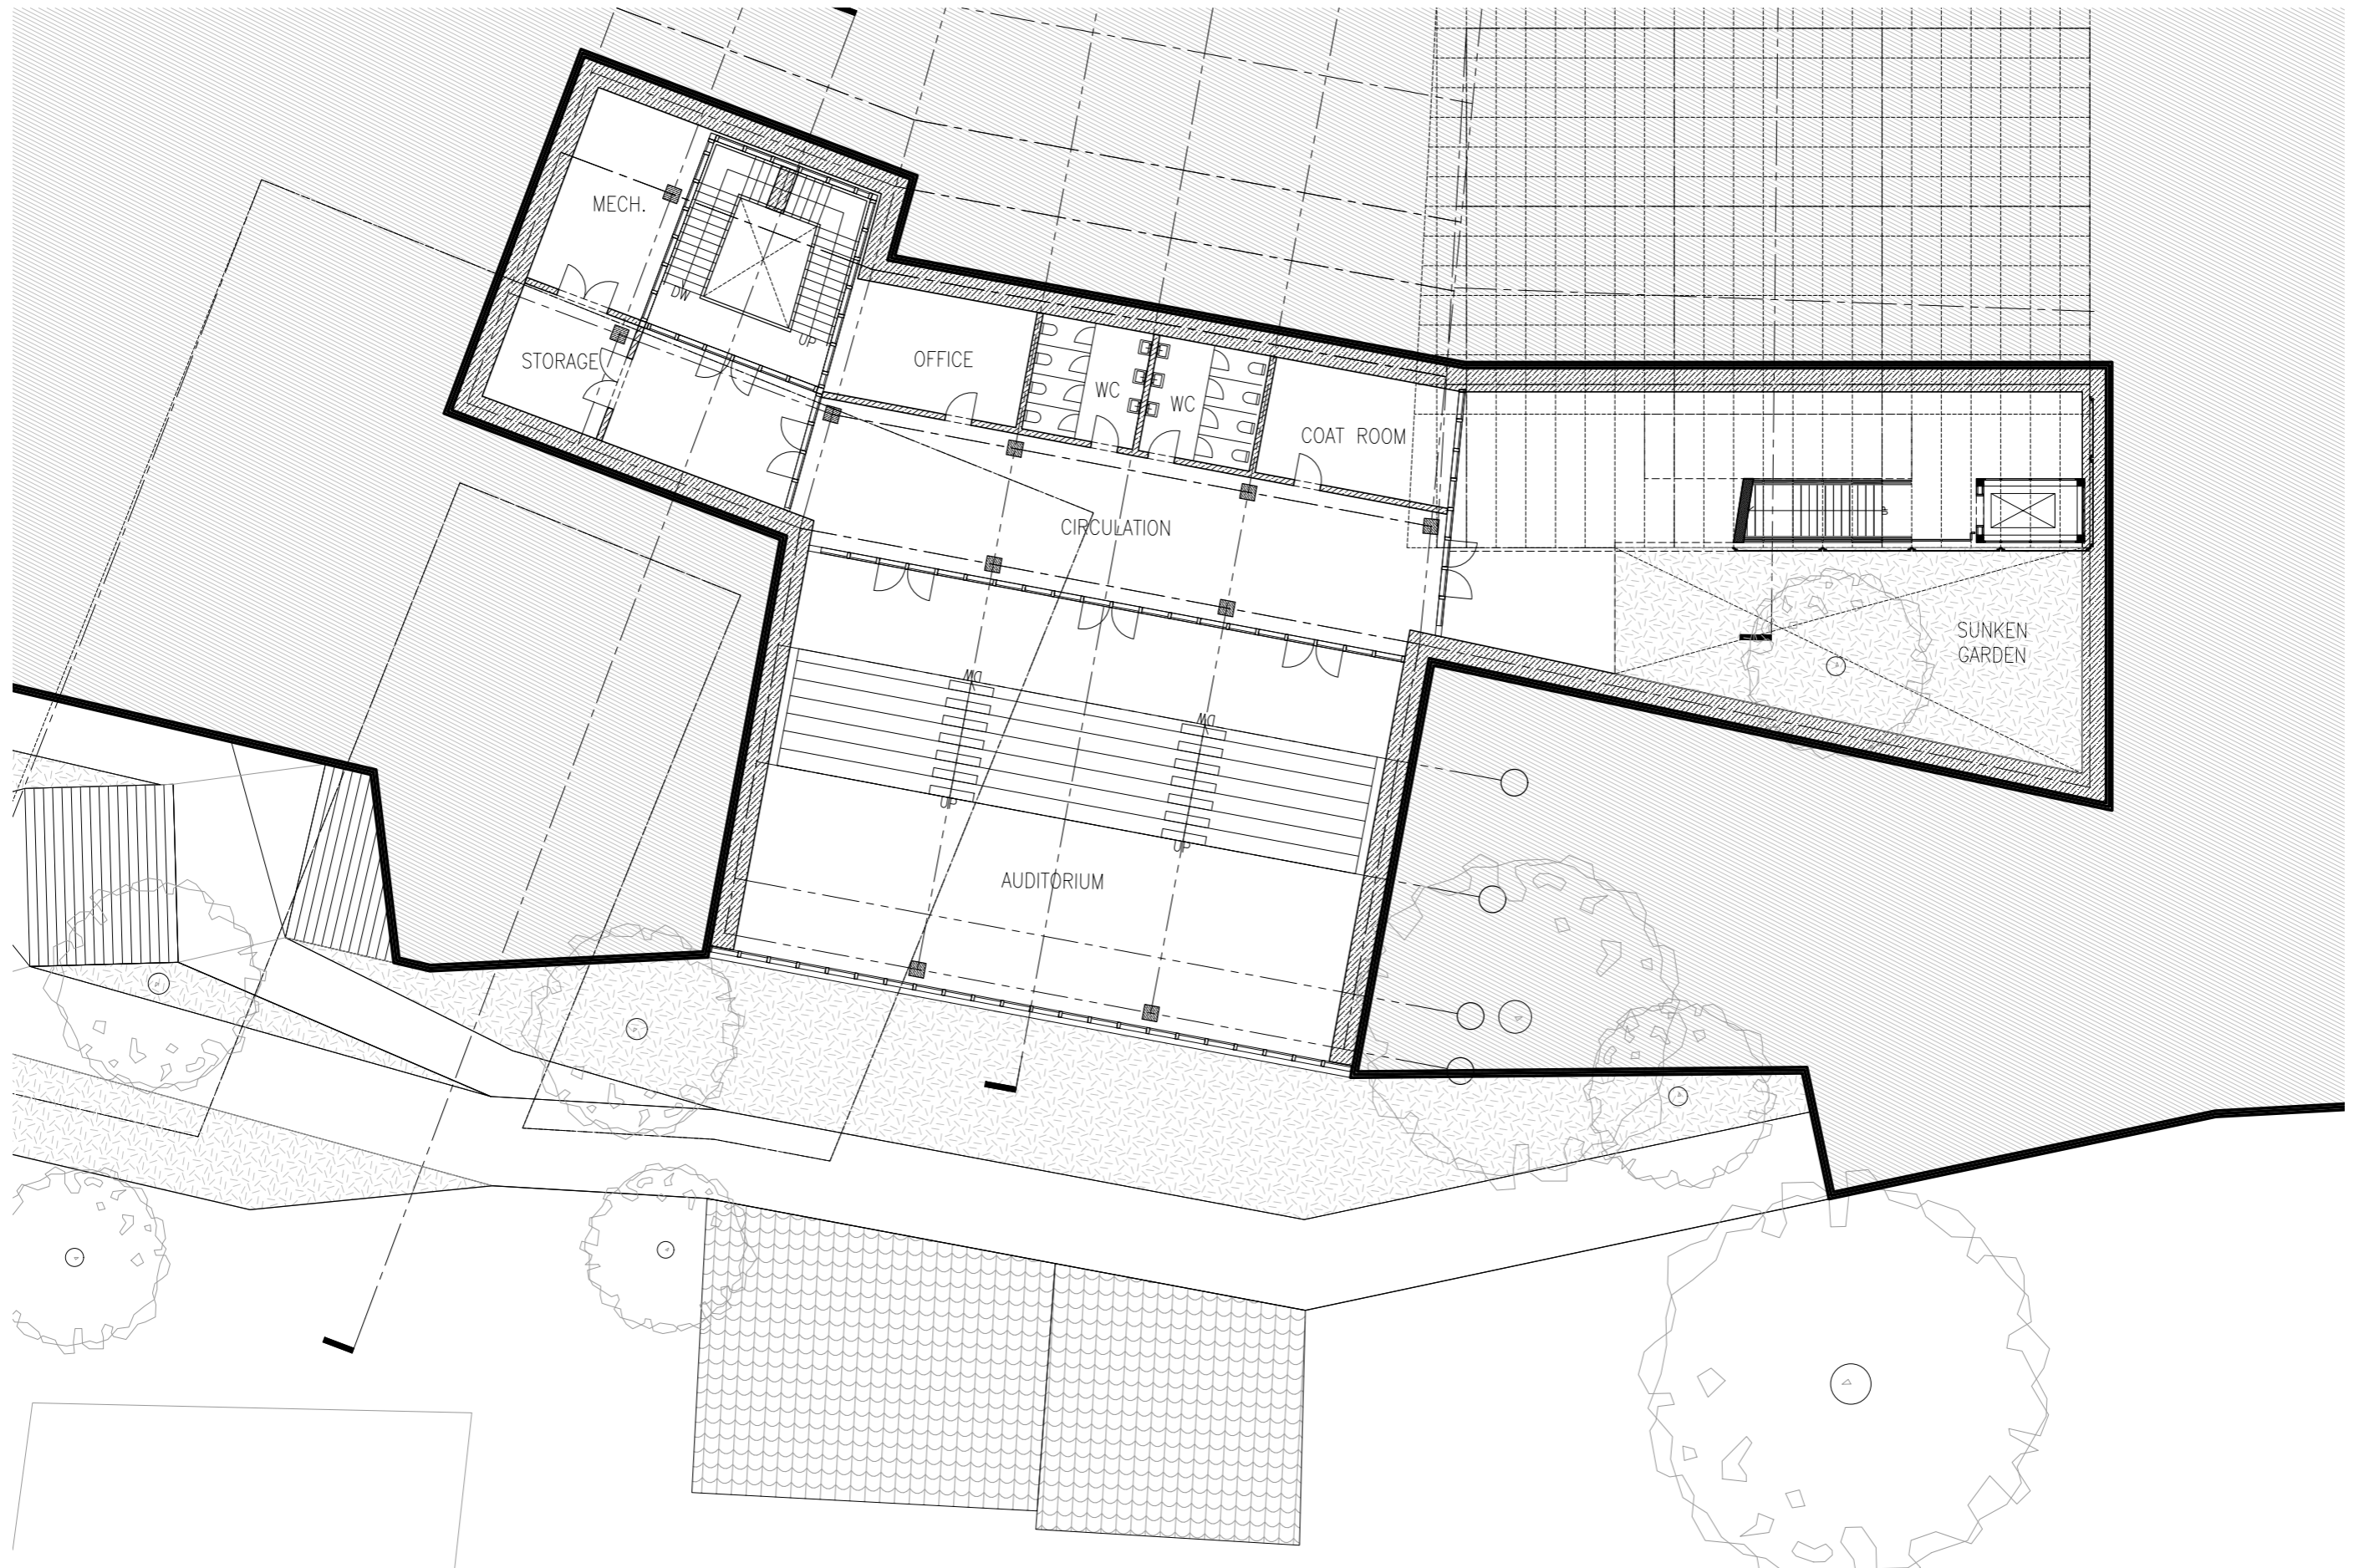 MECH.
DW
UP
STORAGE
OFFICE
WC
WC
COAT ROOM
CIRCULATION
SUNKEN
GARDEN
DW
DW
UP
UP
AUDITORIUM